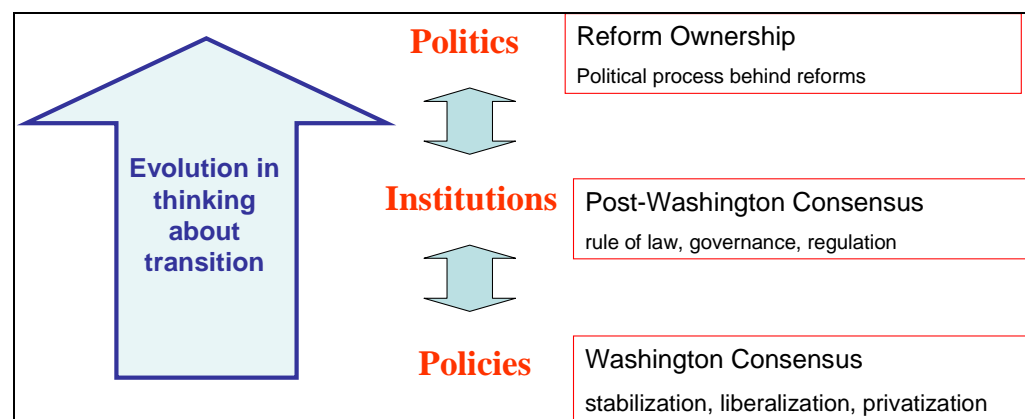 Politics
Reform Ownership
Political process behind reforms
Evolution in
thinking
about
transition
Institutions
Post-Washington Consensus
rule of law, governance, regulation
Policies
Washington Consensus
stabilization, liberalization, privatization